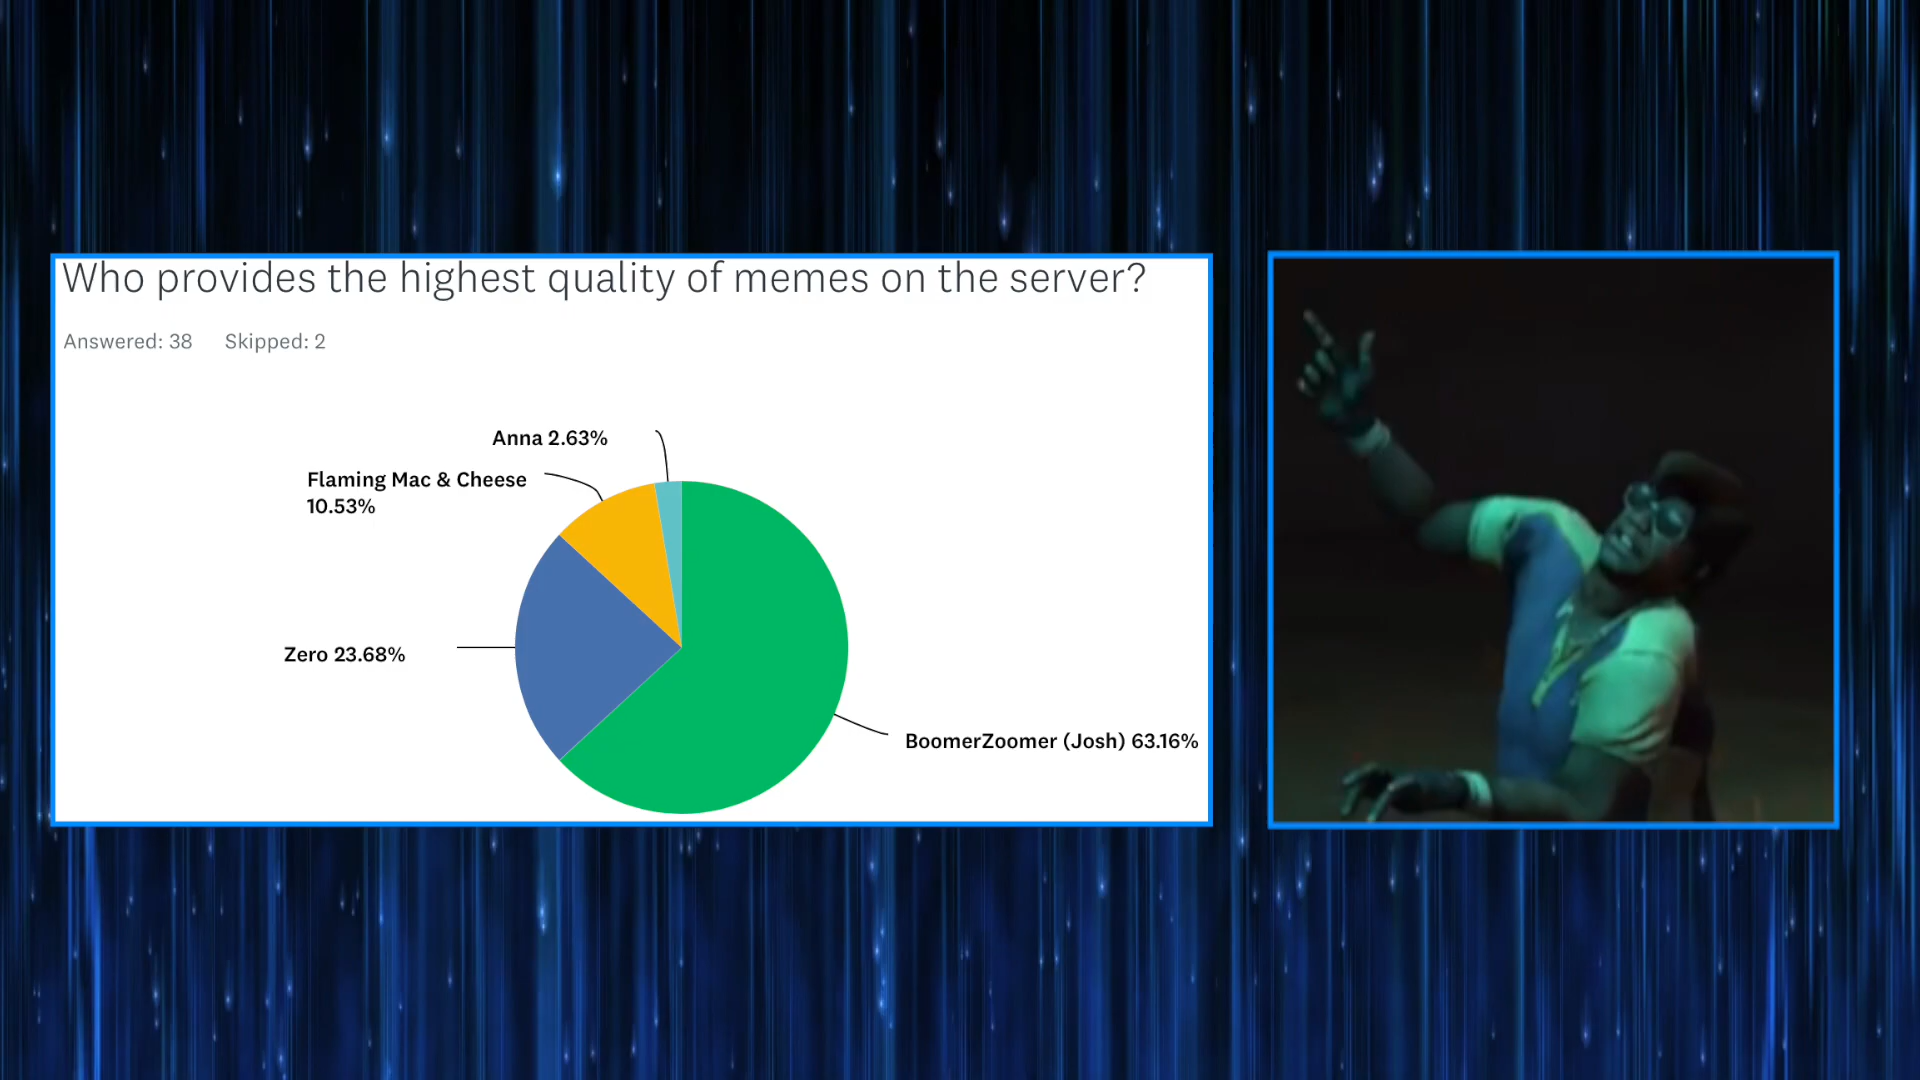 Who provides the highest quality of memes on the server?
Answered: 38 Skipped: 2
Anna 2.63%
Flaming Mac & Cheese
10.53%
Zero 23.68%
BoomerZoomer (Josh) 63.16%